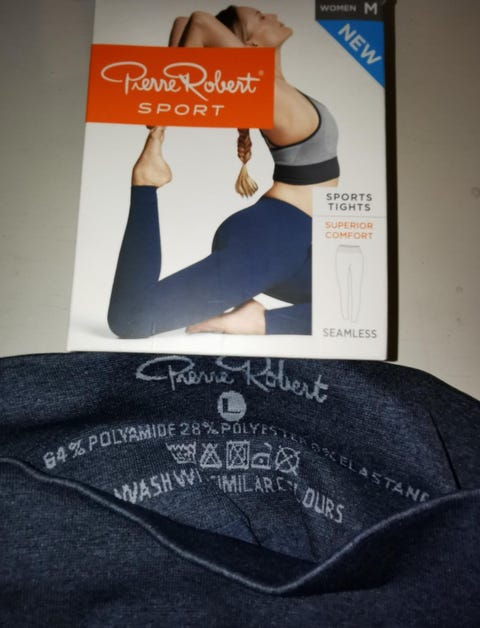 WOMEN M
NEW
Pierre Robert®
SPORT
SPORTS
TIGHTS
SUPERIOR
COMFORT
SEAMLESS
Pierre Robert
L
64% POLYAMIDE 28% POLYESTER 8% ELASTANE
WASH WI SIMILAR COLOURS